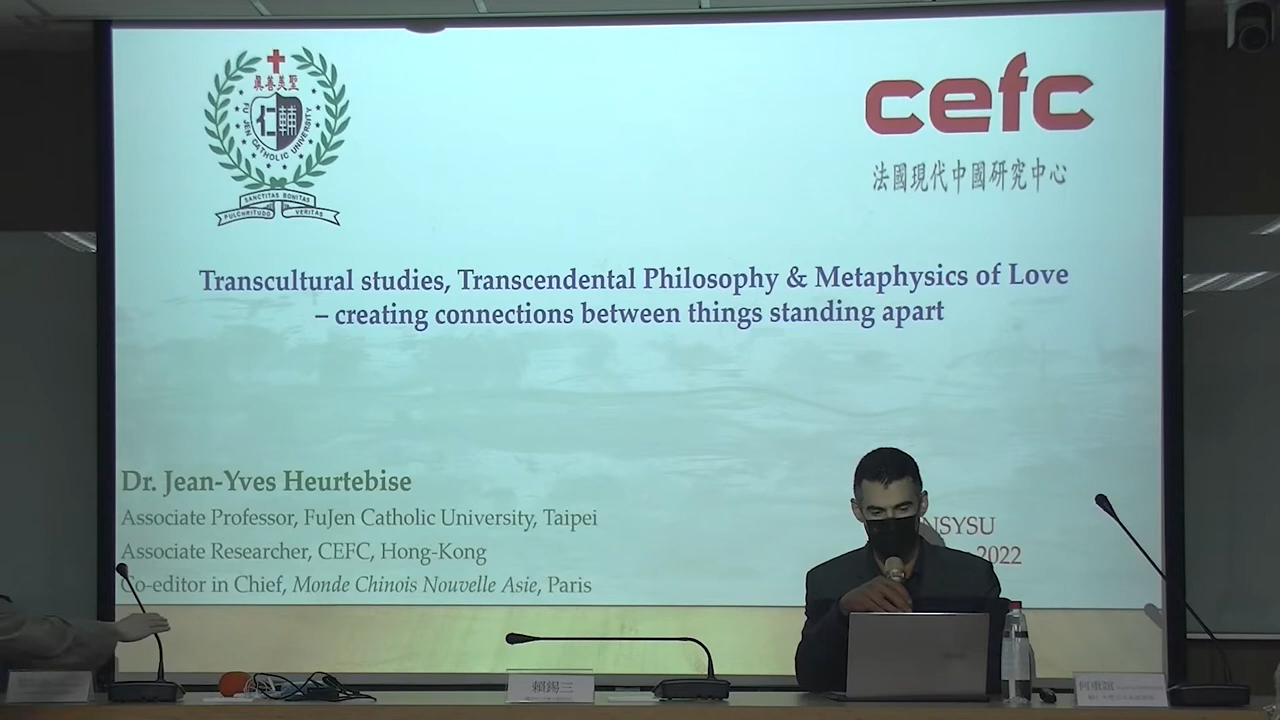 真善美聖
FU JEN CATHOLIC UNIVERSITY
仁輔
SANCTITAS BONITAS
PULCHRITUDO VERITAS
cefc
法國現代中國研究中心
Transcultural studies, Transcendental Philosophy & Metaphysics of Love
– creating connections between things standing apart
Dr. Jean-Yves Heurtebise
Associate Professor, FuJen Catholic University, Taipei
Associate Researcher, CEFC, Hong-Kong
Co-editor in Chief, Monde Chinois Nouvelle Asie, Paris
NSYSU
2022
賴錫三
何重誼